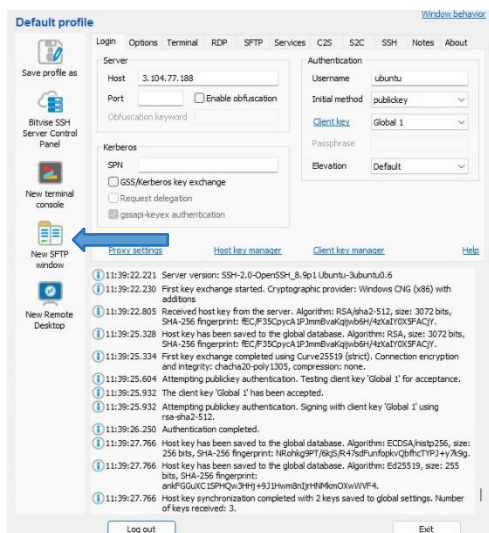 Window behavior
Default profile
Save profile as
Bitvise SSH
Server Control
Panel
New terminal
console
New SFTP
window
New Remote
Desktop
Login Options Terminal RDP SFTP Services C2S S2C SSH Notes About
Server
Host 3.104.77.188
Port Enable obfuscation
Obfuscation keyword
Kerberos
SPN
GSS/Kerberos key exchange
Request delegation
gssapi-keyex authentication
Authentication
Username ubuntu
Initial method publickey
Client key Global 1
Passphrase
Elevation Default
Proxy settings Host key manager Client key manager Help
11:39:22.221 Server version: SSH-2.0-OpenSSH_8.9p1 Ubuntu-3ubuntu0.6
11:39:22.230 First key exchange started. Cryptographic provider: Windows CNG (x86) with
additions
11:39:22.805 Received host key from the server. Algorithm: RSA/sha2-512, size: 3072 bits,
SHA-256 fingerprint:
11:39:25.328 Host key has been saved to the global database. Algorithm: RSA, size: 3072 bits,
SHA-256 fingerprint:
11:39:25.334 First key exchange completed using Curve25519 (strict). Connection encryption
and integrity: chacha20-poly1305, compression: none.
11:39:25.604 Attempting publickey authentication. Testing client key 'Global 1' for acceptance.
11:39:25.932 The client key 'Global 1' has been accepted.
11:39:25.932 Attempting publickey authentication. Signing with client key 'Global 1' using
rsa-sha2-512.
11:39:26.250 Authentication completed.
11:39:27.766 Host key has been saved to the global database. Algorithm: ECDSA/nistp256, size:
256 bits, SHA-256 fingerprint:
11:39:27.766 Host key has been saved to the global database. Algorithm: Ed25519, size: 255
bits, SHA-256 fingerprint:
11:39:27.766 Host key synchronization completed with 2 keys saved to global settings. Number
of keys received: 3.
Log out Exit